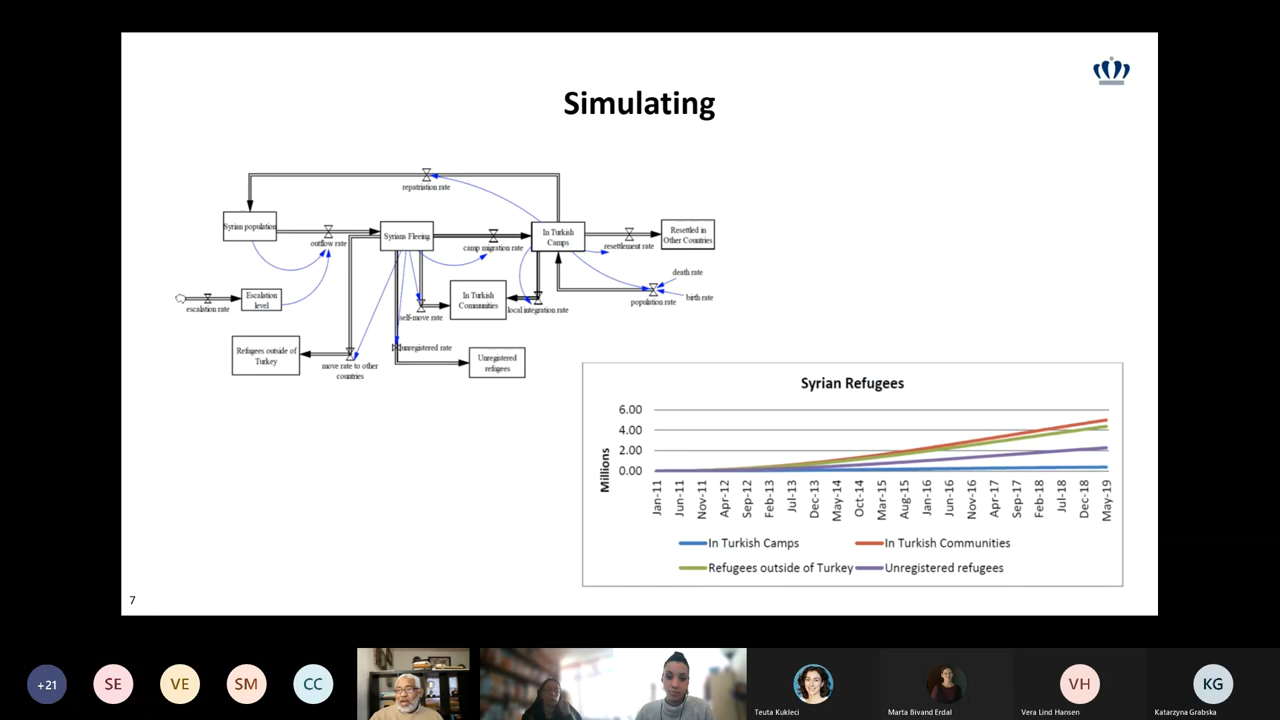 Simulating
repatriation rate
Syrian population
outflow rate
Syrians Fleeing
camp migration rate
In Turkish
Camps
resettlement rate
Resettled in
Other Countries
death rate
birth rate
population rate
escalation rate
Escalation
level
self-move rate
In Turkish
Communities
local integration rate
Refugees outside of
Turkey
move rate to other
countries
unregistered rate
Unregistered
refugees
Syrian Refugees
Millions
6.00
4.00
2.00
0.00
Jan-11
Jun-11
Nov-11
Apr-12
Sep-12
Feb-13
Jul-13
Dec-13
May-14
Oct-14
Mar-15
Aug-15
Jan-16
Jun-16
Nov-16
Apr-17
Sep-17
Feb-18
Jul-18
Dec-18
May-19
In Turkish Camps
In Turkish Communities
Refugees outside of Turkey
Unregistered refugees
7
+21
SE
VE
SM
CC
Teuta Kukleci
Marta Bivand Erdal
VH
Vera Lind Hansen
KG
Katarzyna Grabska